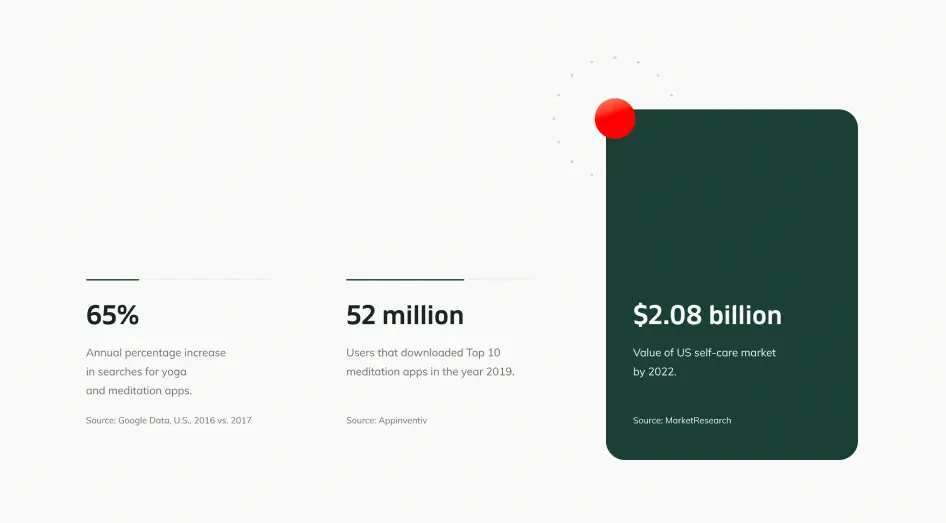 65%
Annual percentage increase
in searches for yoga
and meditation apps.
Source: Google Data, U.S., 2016 vs. 2017
52 million
Users that downloaded Top 10
meditation apps in the year 2019.
Source: Appinventiv
$2.08 billion
Value of US self-care market
by 2022.
Source: MarketResearch